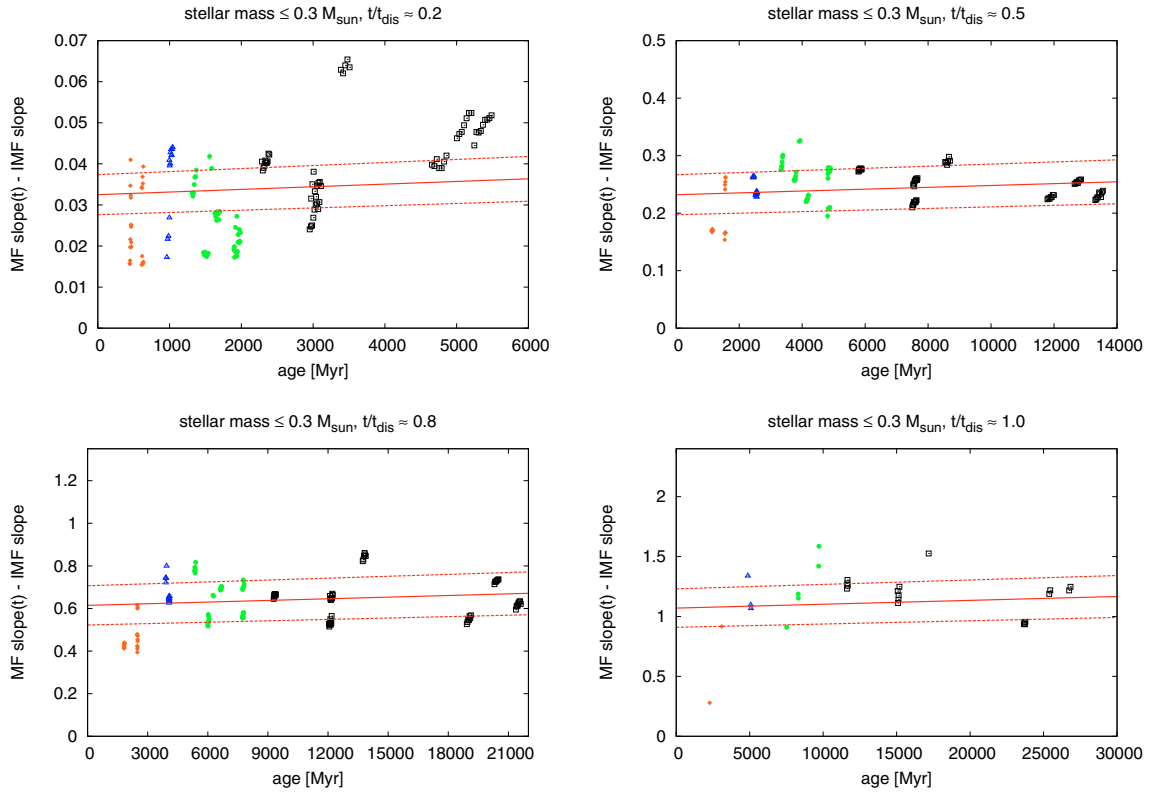 stellar mass ≤ 0.3 M_sun, t/t_dis ≈ 0.2
MF slope(t) - IMF slope
0.07
0.06
0.05
0.04
0.03
0.02
0.01
0
0 1000 2000 3000 4000 5000 6000
age [Myr]
stellar mass ≤ 0.3 M_sun, t/t_dis ≈ 0.5
MF slope(t) - IMF slope
0.5
0.4
0.3
0.2
0.1
0
0 2000 4000 6000 8000 10000 12000 14000
age [Myr]
stellar mass ≤ 0.3 M_sun, t/t_dis ≈ 0.8
MF slope(t) - IMF slope
1.2
1
0.8
0.6
0.4
0.2
0
0 3000 6000 9000 12000 15000 18000 21000
age [Myr]
stellar mass ≤ 0.3 M_sun, t/t_dis ≈ 1.0
MF slope(t) - IMF slope
2
1.5
1
0.5
0
0 5000 10000 15000 20000 25000 30000
age [Myr]